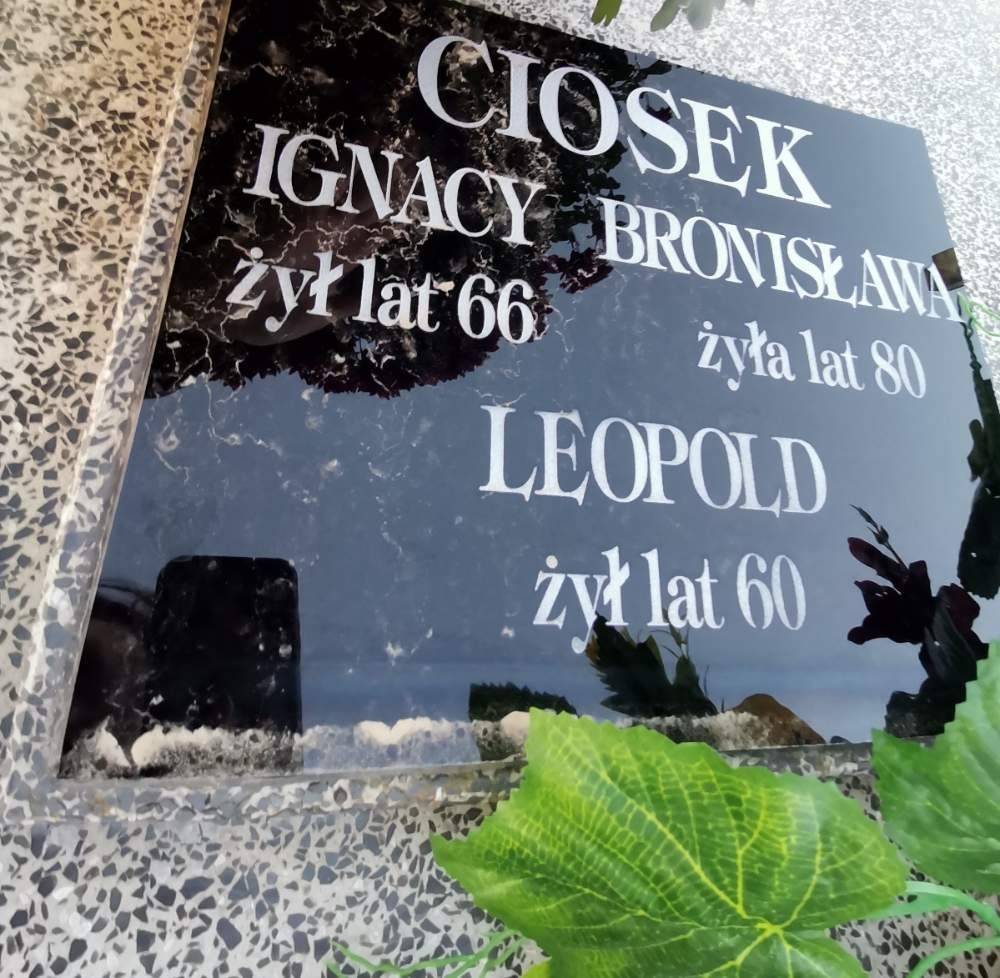 CIOSEK
IGNACY BRONISŁAWA
żył lat 66 żyła lat 80
LEOPOLD
żył lat 60